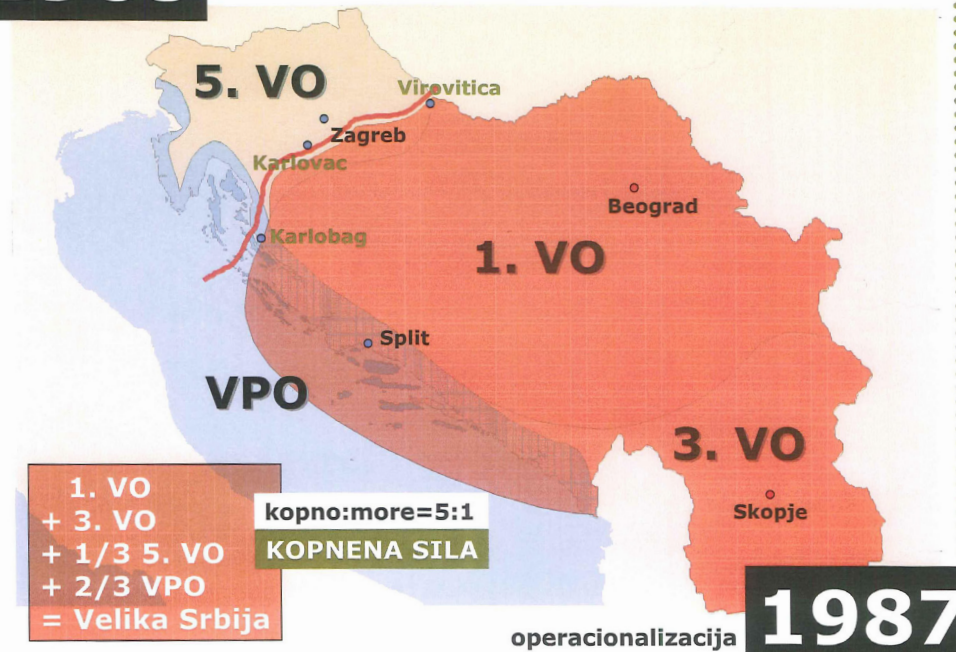 5. VO
Virovitica
Zagreb
Karlovac
Beograd
Karlobag
1. VO
Split
VPO
3. VO
Skopje
1. VO
+ 3. VO
+ 1/3 5. VO
+ 2/3 VPO
= Velika Srbija
kopno:more=5:1
KOPNENA SILA
operacionalizacija
1987